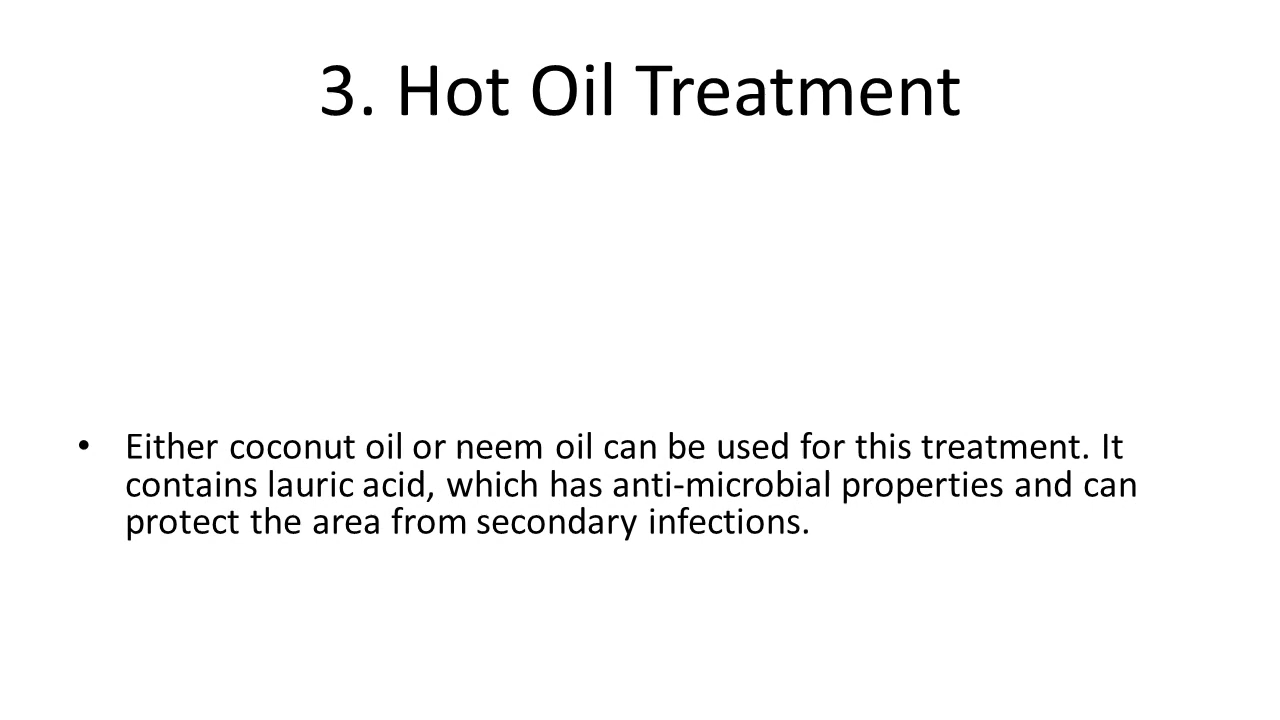 3. Hot Oil Treatment
• Either coconut oil or neem oil can be used for this treatment. It
contains lauric acid, which has anti-microbial properties and can
protect the area from secondary infections.